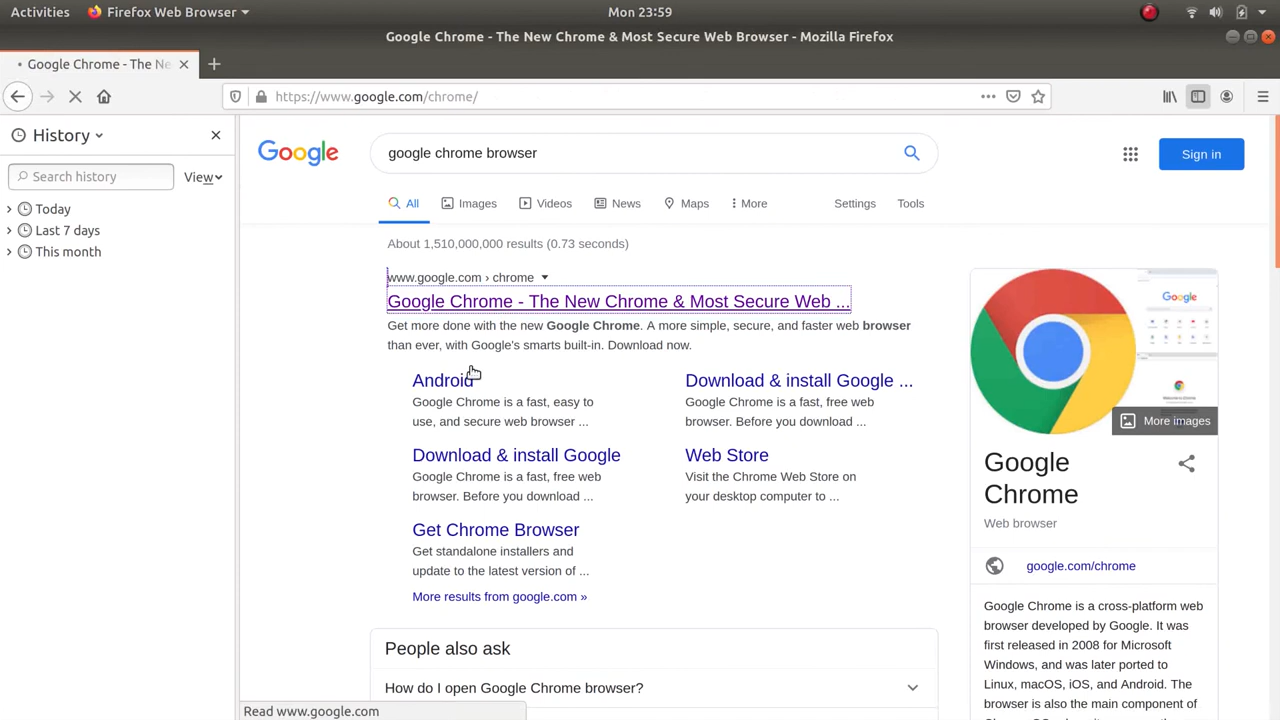 Activities
Firefox Web Browser
Mon 23:59
Google Chrome - The New Chrome & Most Secure Web Browser - Mozilla Firefox
Google Chrome - The Ne
https://www.google.com/chrome/
History
Search history
View
Today
Last 7 days
This month
Google
google chrome browser
Sign in
All
Images
Videos
News
Maps
More
Settings
Tools
About 1,510,000,000 results (0.73 seconds)
www.google.com › chrome
Google Chrome - The New Chrome & Most Secure Web ...
Get more done with the new Google Chrome. A more simple, secure, and faster web browser
than ever, with Google's smarts built-in. Download now.
Android
Google Chrome is a fast, easy to
use, and secure web browser ...
Download & install Google ...
Google Chrome is a fast, free web
browser. Before you download ...
Download & install Google
Google Chrome is a fast, free web
browser. Before you download ...
Web Store
Visit the Chrome Web Store on
your desktop computer to ...
Get Chrome Browser
Get standalone installers and
update to the latest version of ...
More results from google.com »
People also ask
How do I open Google Chrome browser?
Google
More images
Google
Chrome
Web browser
google.com/chrome
Google Chrome is a cross-platform web
browser developed by Google. It was
first released in 2008 for Microsoft
Windows, and was later ported to
Linux, macOS, iOS, and Android. The
browser is also the main component of
Read www.google.com